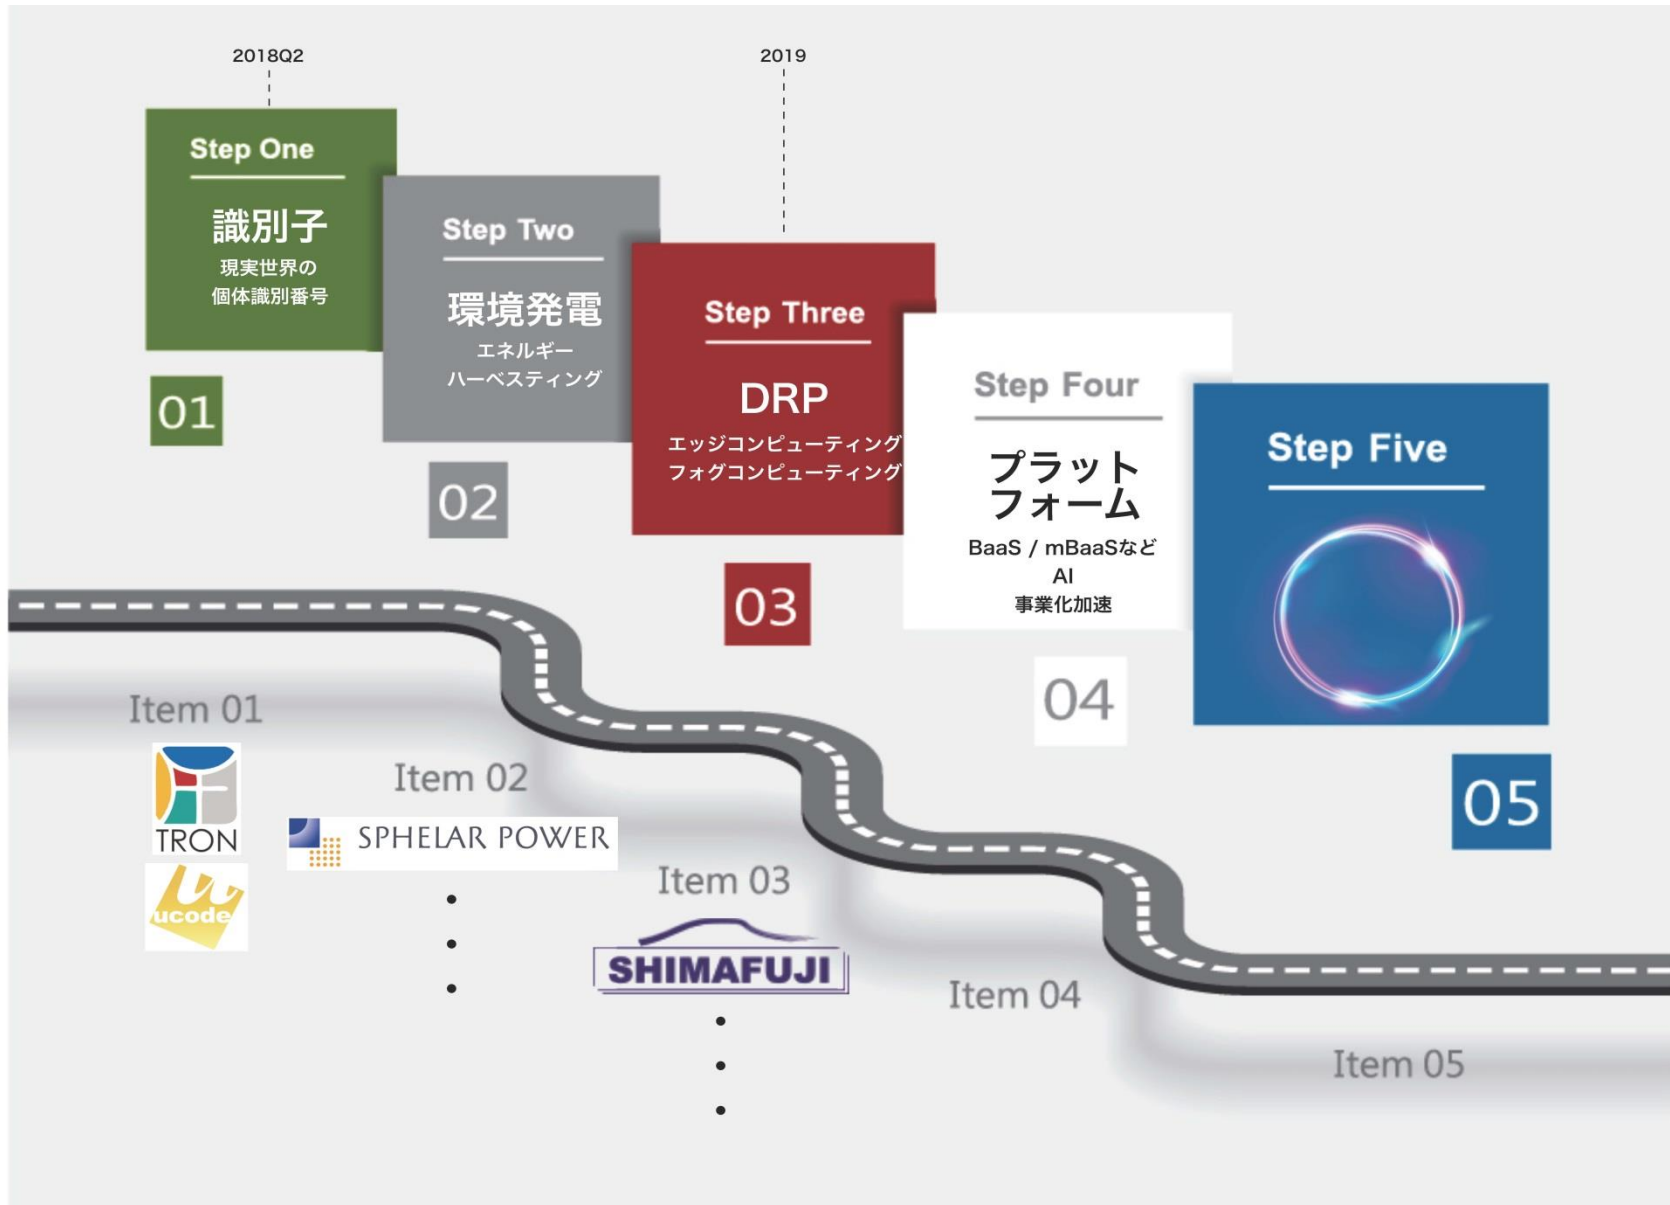 2018Q2
2019
Step One
識別子
現実世界の
個体識別番号
01
Step Two
環境発電
エネルギー
ハーベスティング
02
Step Three
DRP
エッジコンピューティング
フォグコンピューティング
03
Step Four
プラット
フォーム
BaaS / mBaaSなど
AI
事業化加速
04
Step Five
05
Item 01
TRON
ucode
Item 02
SPHELAR POWER
Item 03
SHIMAFUJI
Item 04
Item 05